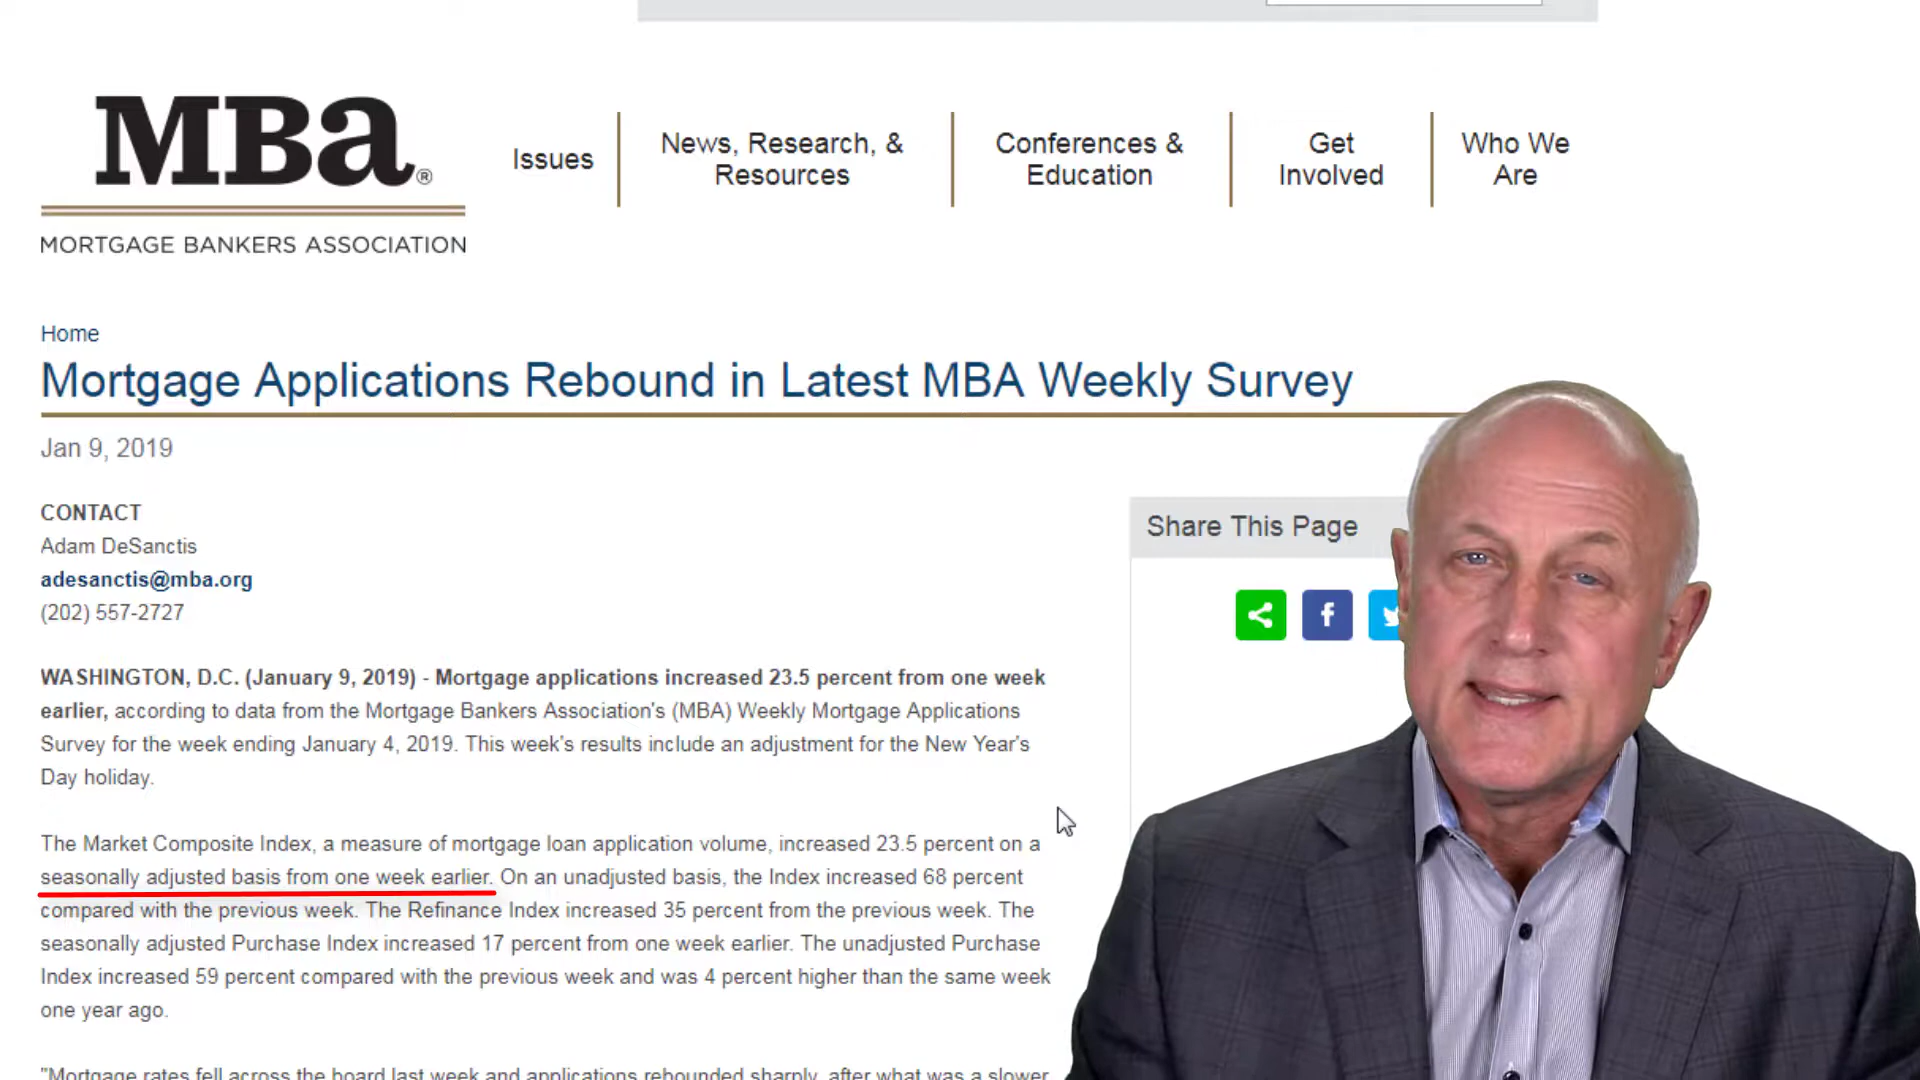 MBa®
MORTGAGE BANKERS ASSOCIATION
Issues
News, Research, &
Resources
Conferences &
Education
Get
Involved
Who We
Are
Home
Mortgage Applications Rebound in Latest MBA Weekly Survey
Jan 9, 2019
CONTACT
Adam DeSanctis
adesanctis@mba.org
(202) 557-2727
Share This Page
WASHINGTON, D.C. (January 9, 2019) - Mortgage applications increased 23.5 percent from one week
earlier, according to data from the Mortgage Bankers Association's (MBA) Weekly Mortgage Applications
Survey for the week ending January 4, 2019. This week's results include an adjustment for the New Year's
Day holiday.
The Market Composite Index, a measure of mortgage loan application volume, increased 23.5 percent on a
seasonally adjusted basis from one week earlier. On an unadjusted basis, the Index increased 68 percent
compared with the previous week. The Refinance Index increased 35 percent from the previous week. The
seasonally adjusted Purchase Index increased 17 percent from one week earlier. The unadjusted Purchase
Index increased 59 percent compared with the previous week and was 4 percent higher than the same week
one year ago.
"Mortgage rates fell across the board last week and applications rebounded sharply, after what was a slower